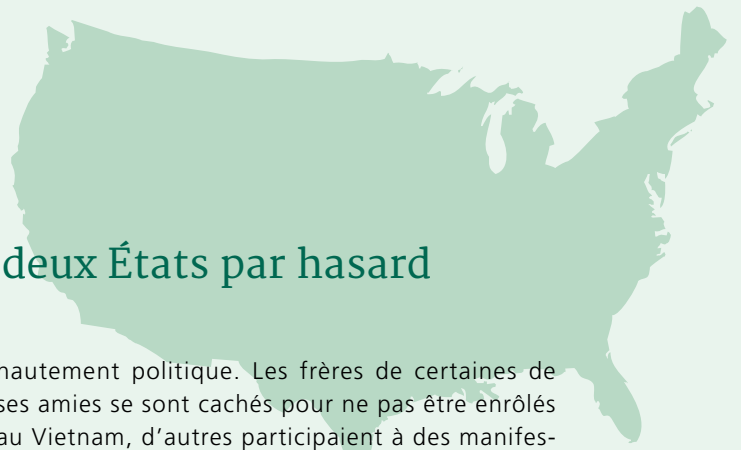 deux États par hasard
hautement politique. Les frères de certaines de
ses amies se sont cachés pour ne pas être enrôlés
au Vietnam, d'autres participaient à des manifes-